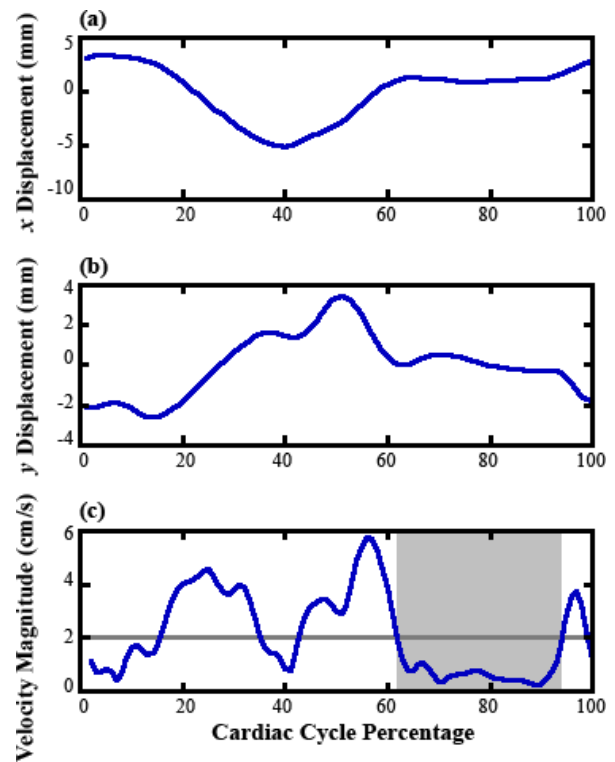 (a)
x Displacement (mm)
5
0
-5
-10
0 20 40 60 80 100
(b)
y Displacement (mm)
4
2
0
-2
-4
0 20 40 60 80 100
(c)
Velocity Magnitude (cm/s)
6
4
2
0
0 20 40 60 80 100
Cardiac Cycle Percentage